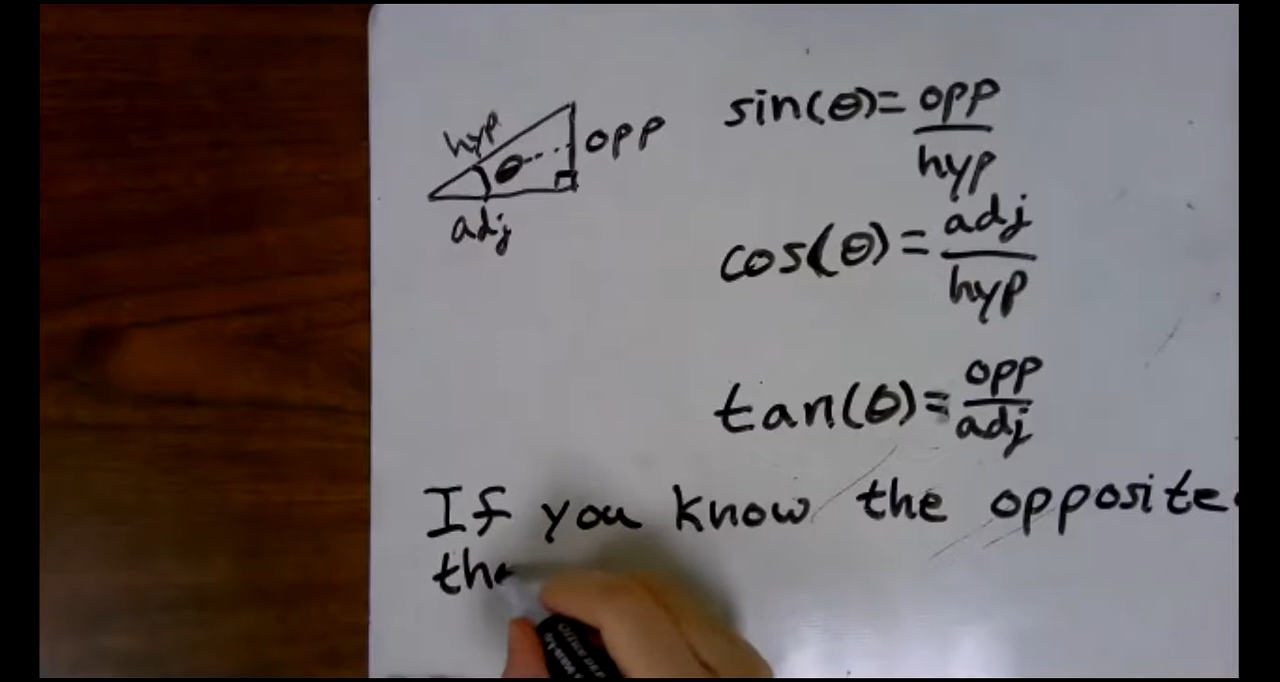 hyp
θ
opp
adj
sin(θ)= opp
hyp
cos(θ) = adj
hyp
tan(θ)= opp
adj
If you know the opposite